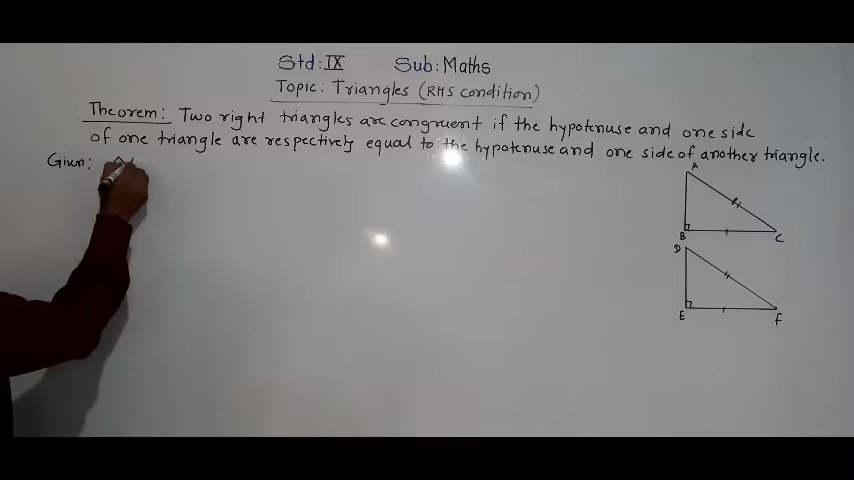 Std: IX Sub: Maths
Topic: Triangles (RHS condition)
Theorem: Two right triangles are congruent if the hypotenuse and one side
of one triangle are respectively equal to the hypotenuse and one side of another triangle.
Given:
A
B C
D
E F